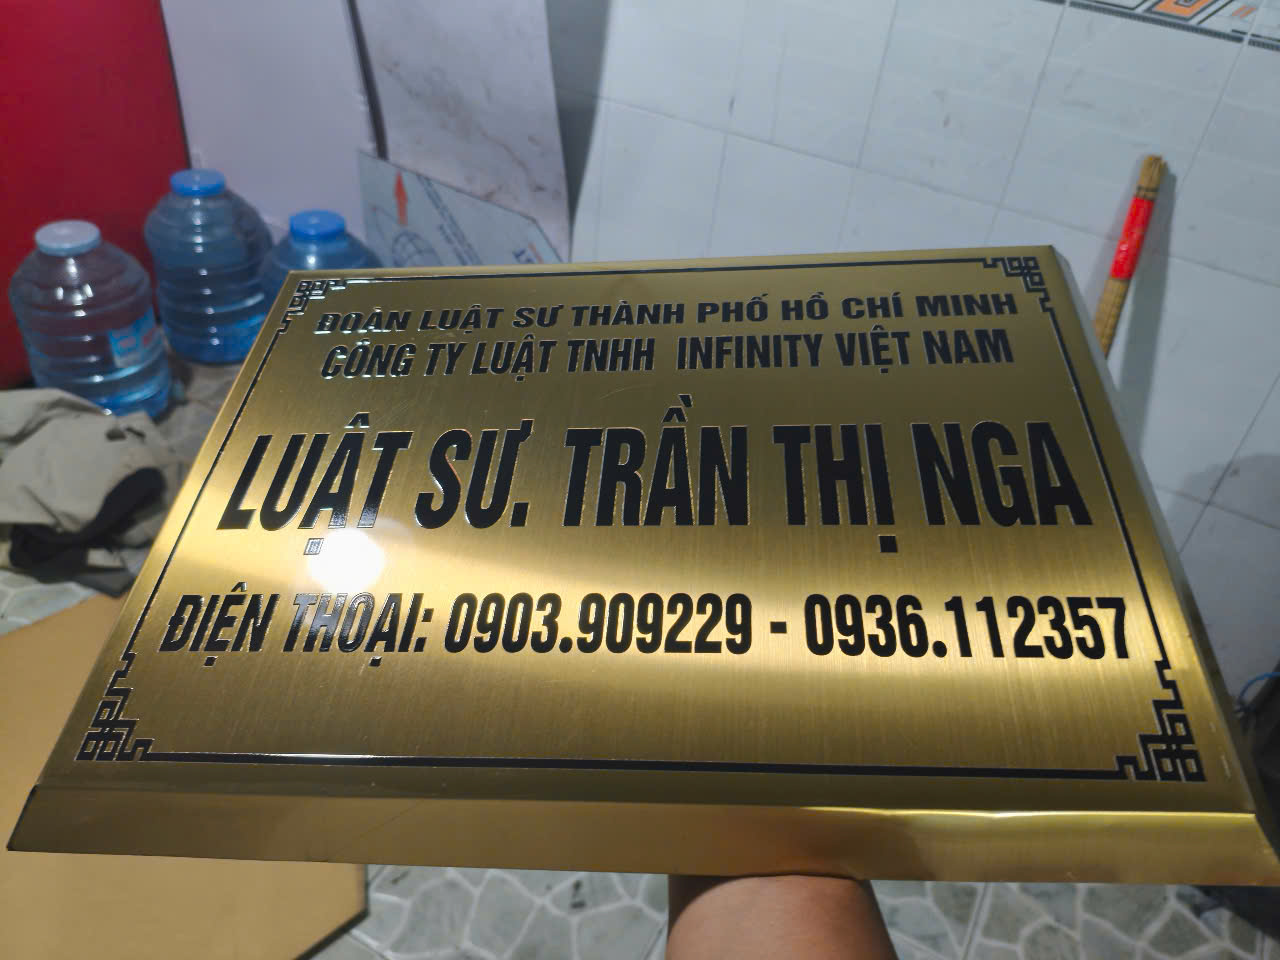 ĐOÀN LUẬT SƯ THÀNH PHỐ HỒ CHÍ MINH
CÔNG TY LUẬT TNHH INFINITY VIỆT NAM
LUẬT SƯ. TRẦN THỊ NGA
ĐIỆN THOẠI: 0903.909229 - 0936.112357